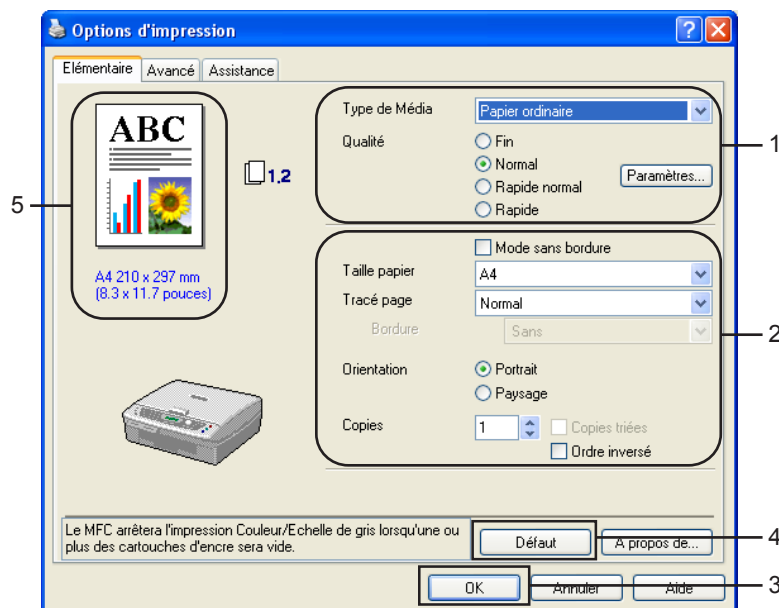 Options d'impression
Elémentaire Avancé Assistance
ABC
1.2
5
A4 210 x 297 mm
(8.3 x 11.7 pouces)
Type de Média Papier ordinaire
1
Qualité Fin
Normal
Paramètres...
Rapide normal
Rapide
Mode sans bordure
Taille papier A4
Tracé page Normal
Bordure Sans
2
Orientation Portrait
Paysage
Copies 1 Copies triées
Ordre inversé
Le MFC arrêtera l'impression Couleur/Echelle de gris lorsqu'une ou
plus des cartouches d'encre sera vide.
Défaut A propos de...
4
OK Annuler Aide
3